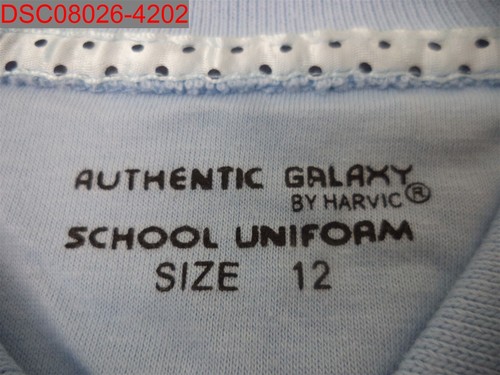 DSC08026-4202
AUTHENTIC GALAXY
BY HARVIC®
SCHOOL UNIFORM
SIZE 12